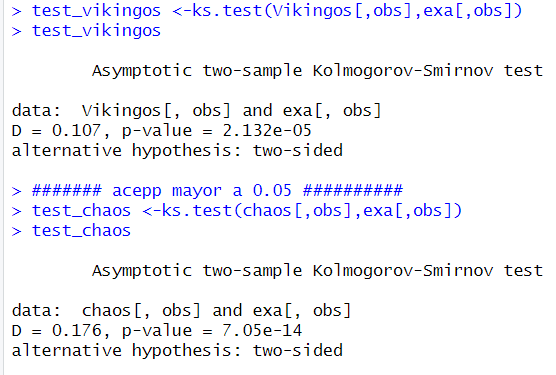 > test_vikingos <-ks.test(Vikingos[,obs],exa[,obs])
> test_vikingos
Asymptotic two-sample Kolmogorov-Smirnov test
data:  Vikingos[, obs] and exa[, obs]
D = 0.107, p-value = 2.132e-05
alternative hypothesis: two-sided
> ####### acepp mayor a 0.05 ##########
> test_chaos <-ks.test(chaos[,obs],exa[,obs])
> test_chaos
Asymptotic two-sample Kolmogorov-Smirnov test
data:  chaos[, obs] and exa[, obs]
D = 0.176, p-value = 7.05e-14
alternative hypothesis: two-sided